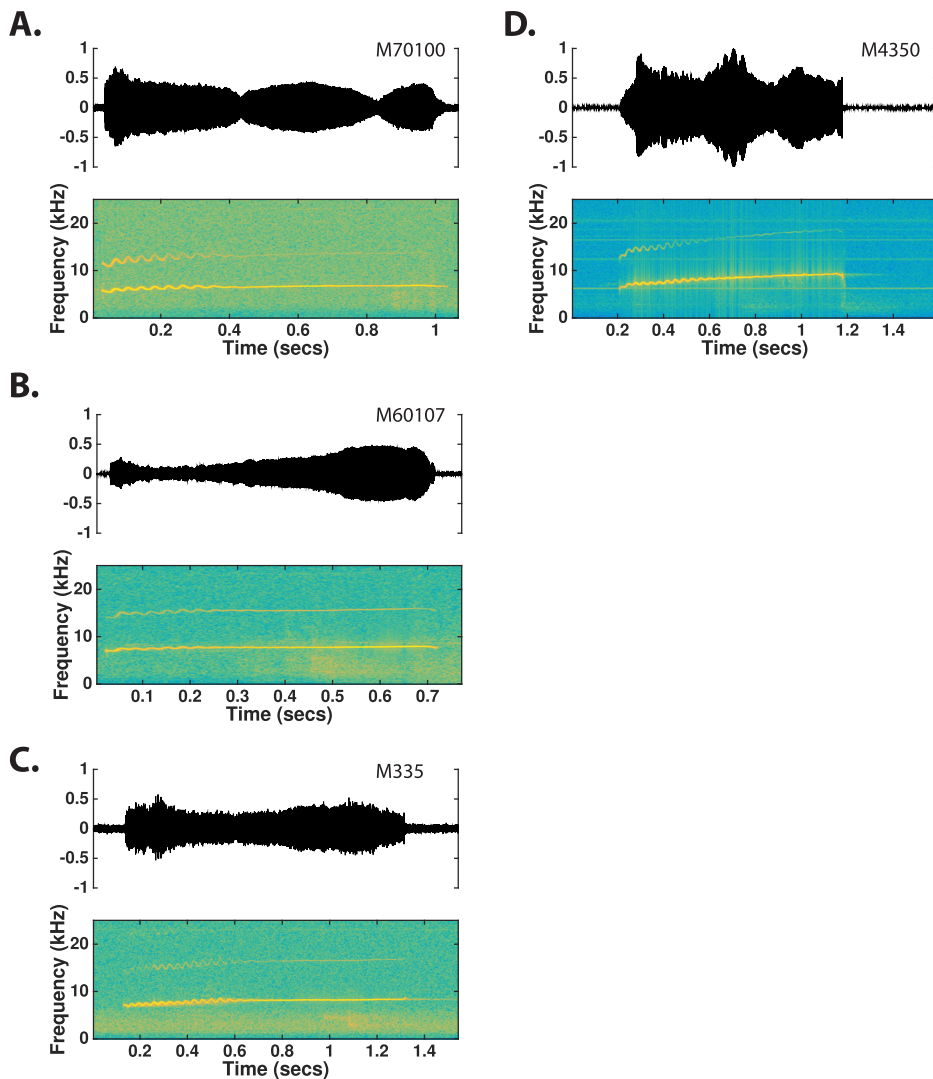 A.
M70100
1
0.5
0
-0.5
-1
Frequency (kHz)
20
10
0
0.2 0.4 0.6 0.8 1
Time (secs)
B.
M60107
1
0.5
0
-0.5
-1
Frequency (kHz)
20
10
0
0.1 0.2 0.3 0.4 0.5 0.6 0.7
Time (secs)
C.
M335
1
0.5
0
-0.5
-1
Frequency (kHz)
20
10
0
0.2 0.4 0.6 0.8 1 1.2 1.4
Time (secs)
D.
M4350
1
0.5
0
-0.5
-1
Frequency (kHz)
20
10
0
0.2 0.4 0.6 0.8 1 1.2 1.4
Time (secs)